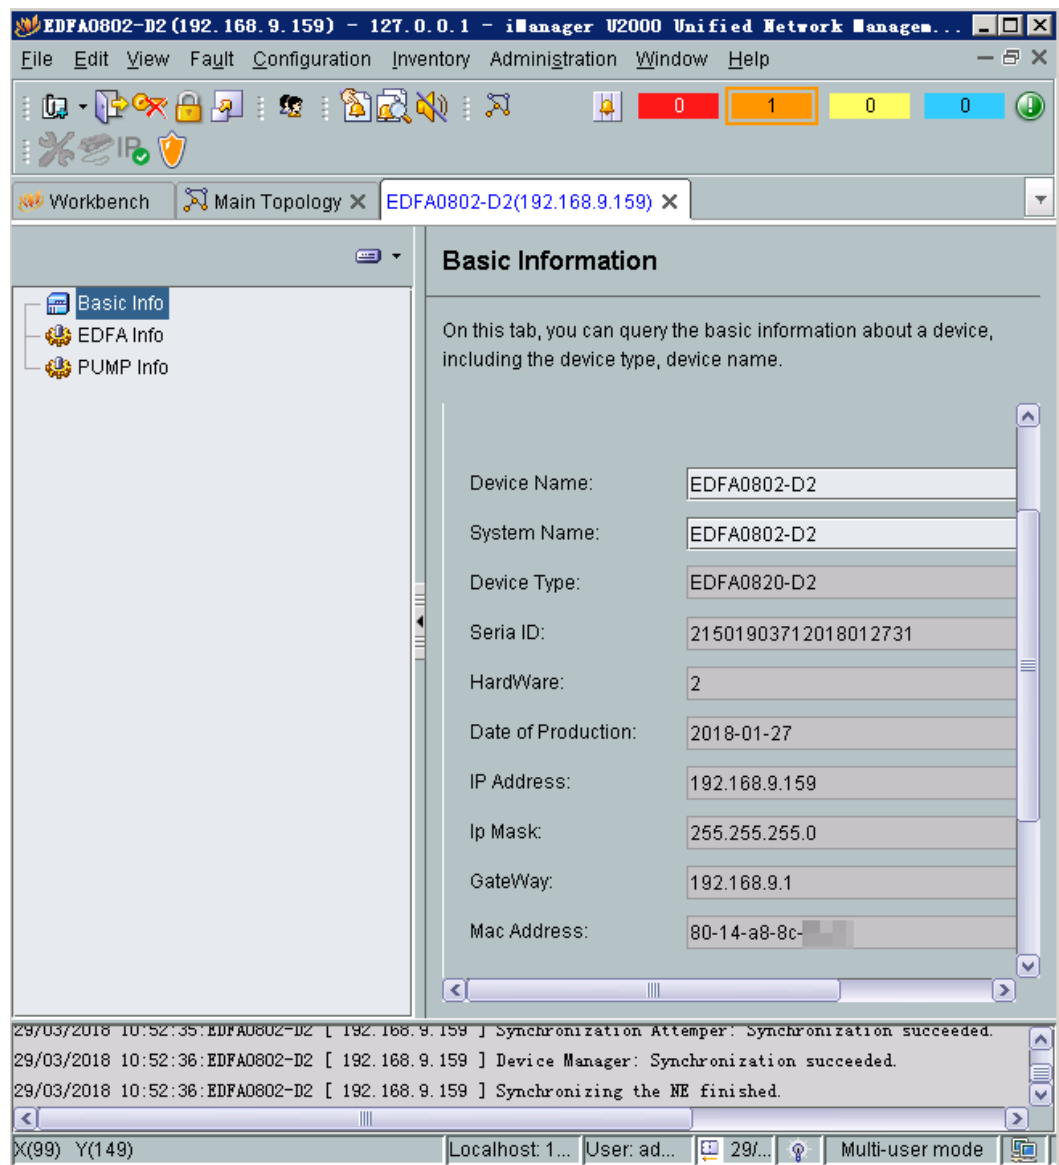 EDFA0802-D2(192.168.9.159) - 127.0.0.1 - iManager U2000 Unified Network Managem...
File Edit View Fault Configuration Inventory Administration Window Help
0 1 0 0
IP
Workbench Main Topology EDFA0802-D2(192.168.9.159)
Basic Info
EDFA Info
PUMP Info
Basic Information
On this tab, you can query the basic information about a device,
including the device type, device name.
Device Name: EDFA0802-D2
System Name: EDFA0802-D2
Device Type: EDFA0820-D2
Seria ID: 21501903712018012731
HardWare: 2
Date of Production: 2018-01-27
IP Address: 192.168.9.159
Ip Mask: 255.255.255.0
GateWay: 192.168.9.1
Mac Address: 80-14-a8-8c-
29/03/2018 10:52:35:EDFA0802-D2 [ 192.168.9.159 ] Synchronization Attemper: Synchronization succeeded.
29/03/2018 10:52:36:EDFA0802-D2 [ 192.168.9.159 ] Device Manager: Synchronization succeeded.
29/03/2018 10:52:36:EDFA0802-D2 [ 192.168.9.159 ] Synchronizing the NE finished.
X(99) Y(149) Localhost: 1... User: ad... 29/... Multi-user mode